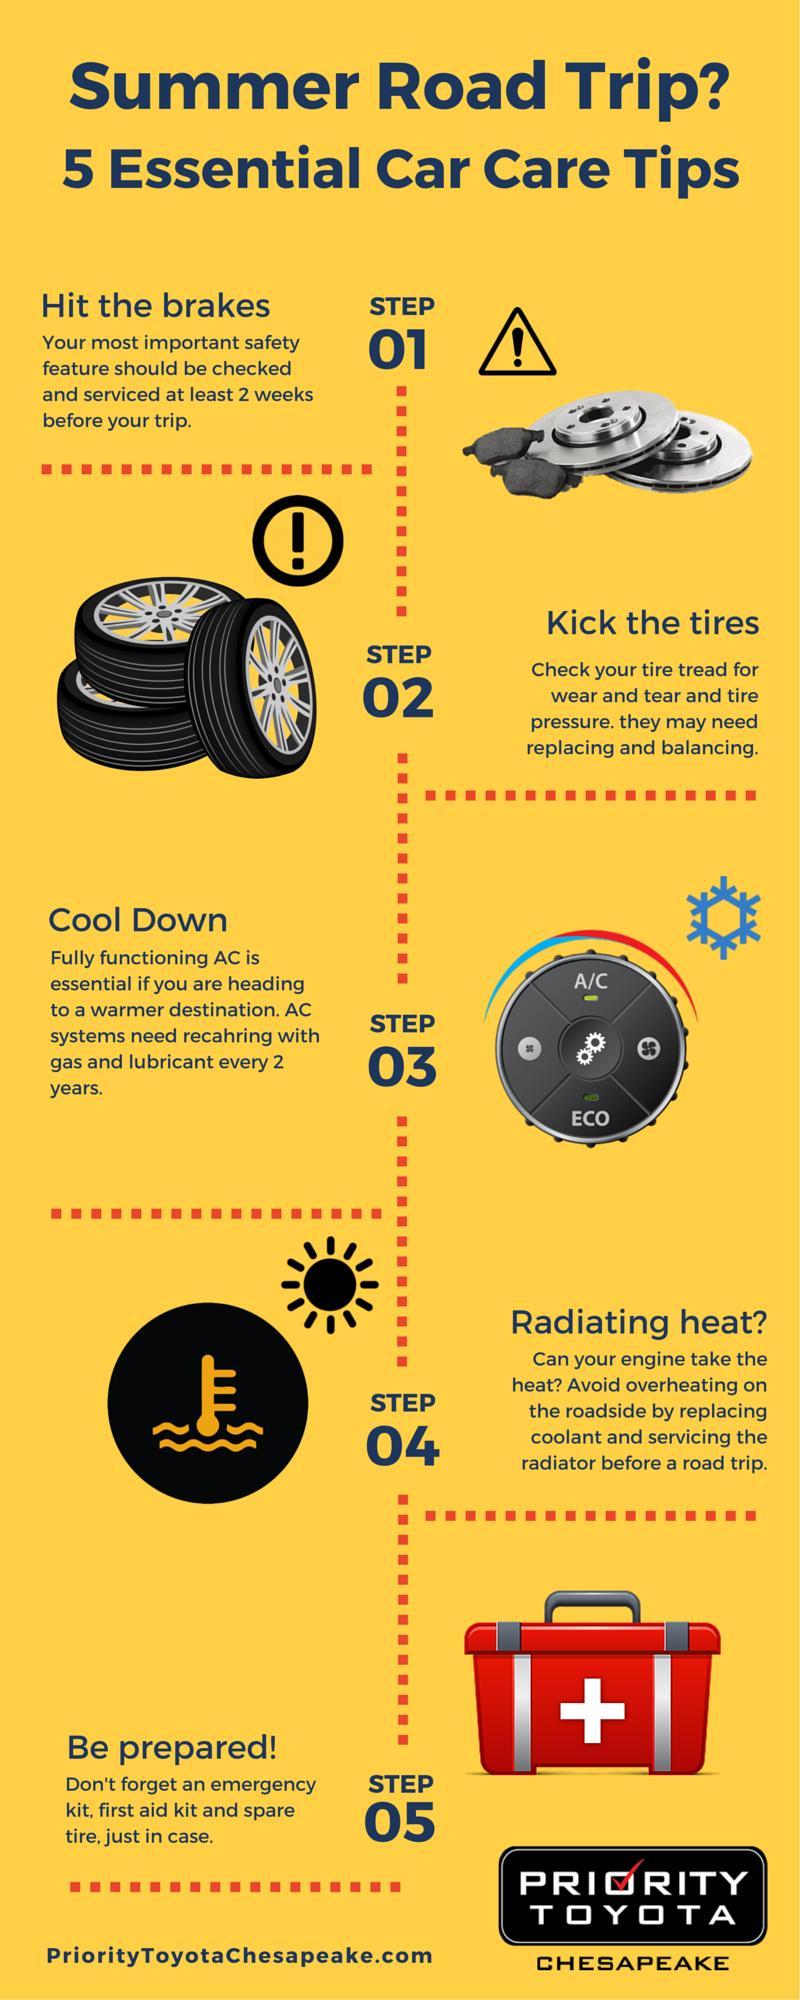 Summer Road Trip?
5 Essential Car Care Tips
Hit the brakes
Your most important safety
feature should be checked
and serviced at least 2 weeks
before your trip.
STEP
01
STEP
02
Kick the tires
Check your tire tread for
wear and tear and tire
pressure. they may need
replacing and balancing.
Cool Down
Fully functioning AC is
essential if you are heading
to a warmer destination. AC
systems need recahring with
gas and lubricant every 2
years.
STEP
03
A/C
ECO
STEP
04
Radiating heat?
Can your engine take the
heat? Avoid overheating on
the roadside by replacing
coolant and servicing the
radiator before a road trip.
Be prepared!
Don't forget an emergency
kit, first aid kit and spare
tire, just in case.
STEP
05
PRIORITY
TOYOTA
CHESAPEAKE
PriorityToyotaChesapeake.com